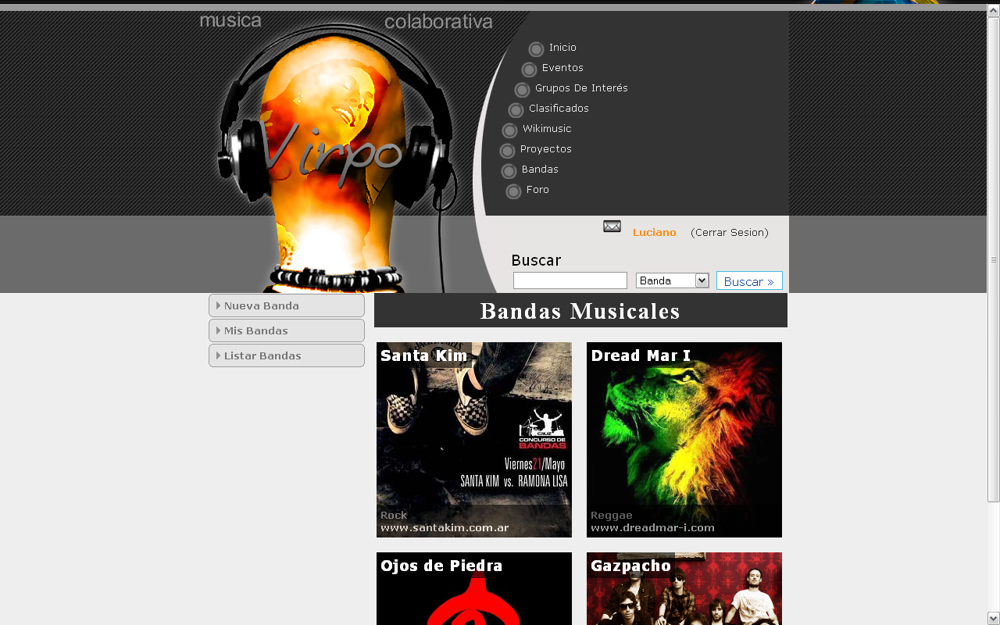 musica
colaborativa
Virpo
Inicio
Eventos
Grupos De Interés
Clasificados
Wikimusic
Proyectos
Bandas
Foro
Luciano (Cerrar Sesion)
Buscar
Banda
Buscar »
Nueva Banda
Mis Bandas
Listar Bandas
Bandas Musicales
Santa Kim
CRUZ
CONCURSO DE
BANDAS
Viernes21/Mayo
SANTA KIM vs. RAMONA LISA
Rock
www.santakim.com.ar
Dread Mar I
Reggae
www.dreadmar-i.com
Ojos de Piedra
Gazpacho